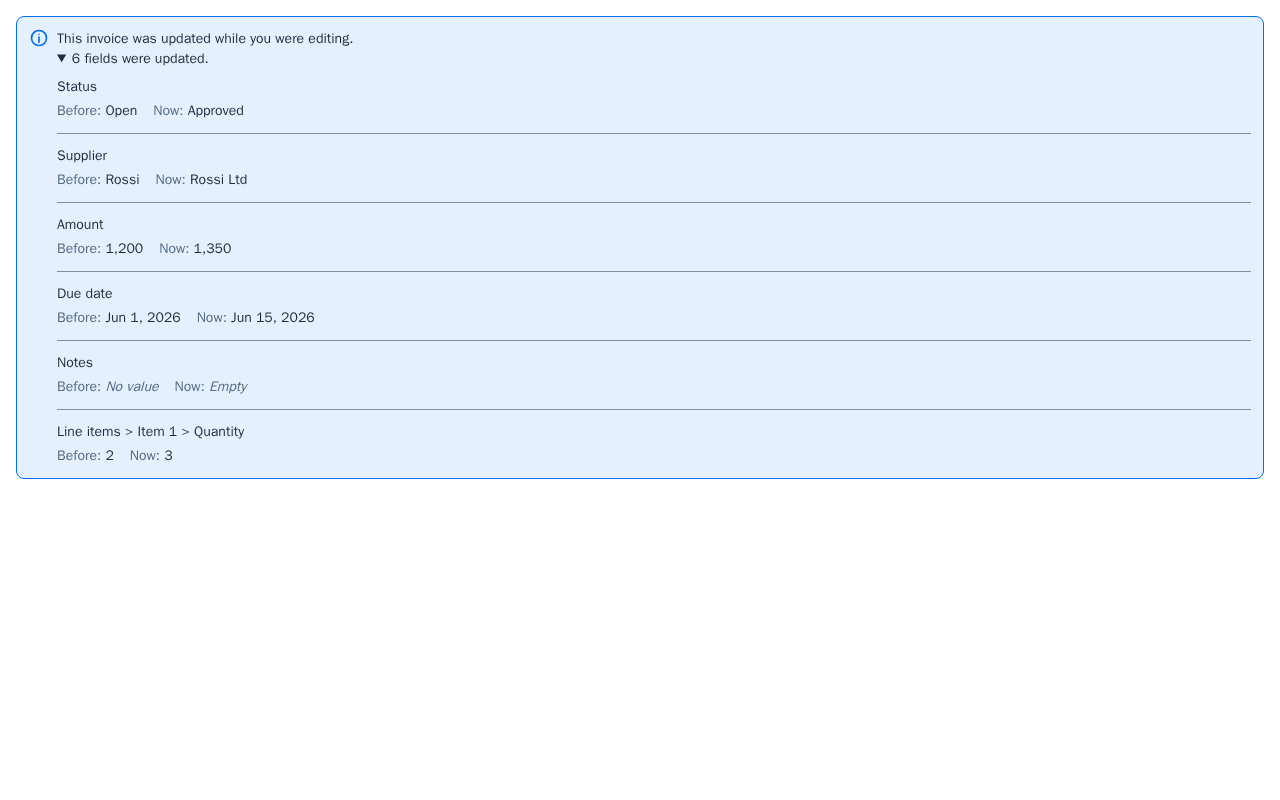 This invoice was updated while you were editing.
▼ 6 fields were updated.
Status
Before: Open Now: Approved
Supplier
Before: Rossi Now: Rossi Ltd
Amount
Before: 1,200 Now: 1,350
Due date
Before: Jun 1, 2026 Now: Jun 15, 2026
Notes
Before: No value Now: Empty
Line items > Item 1 > Quantity
Before: 2 Now: 3